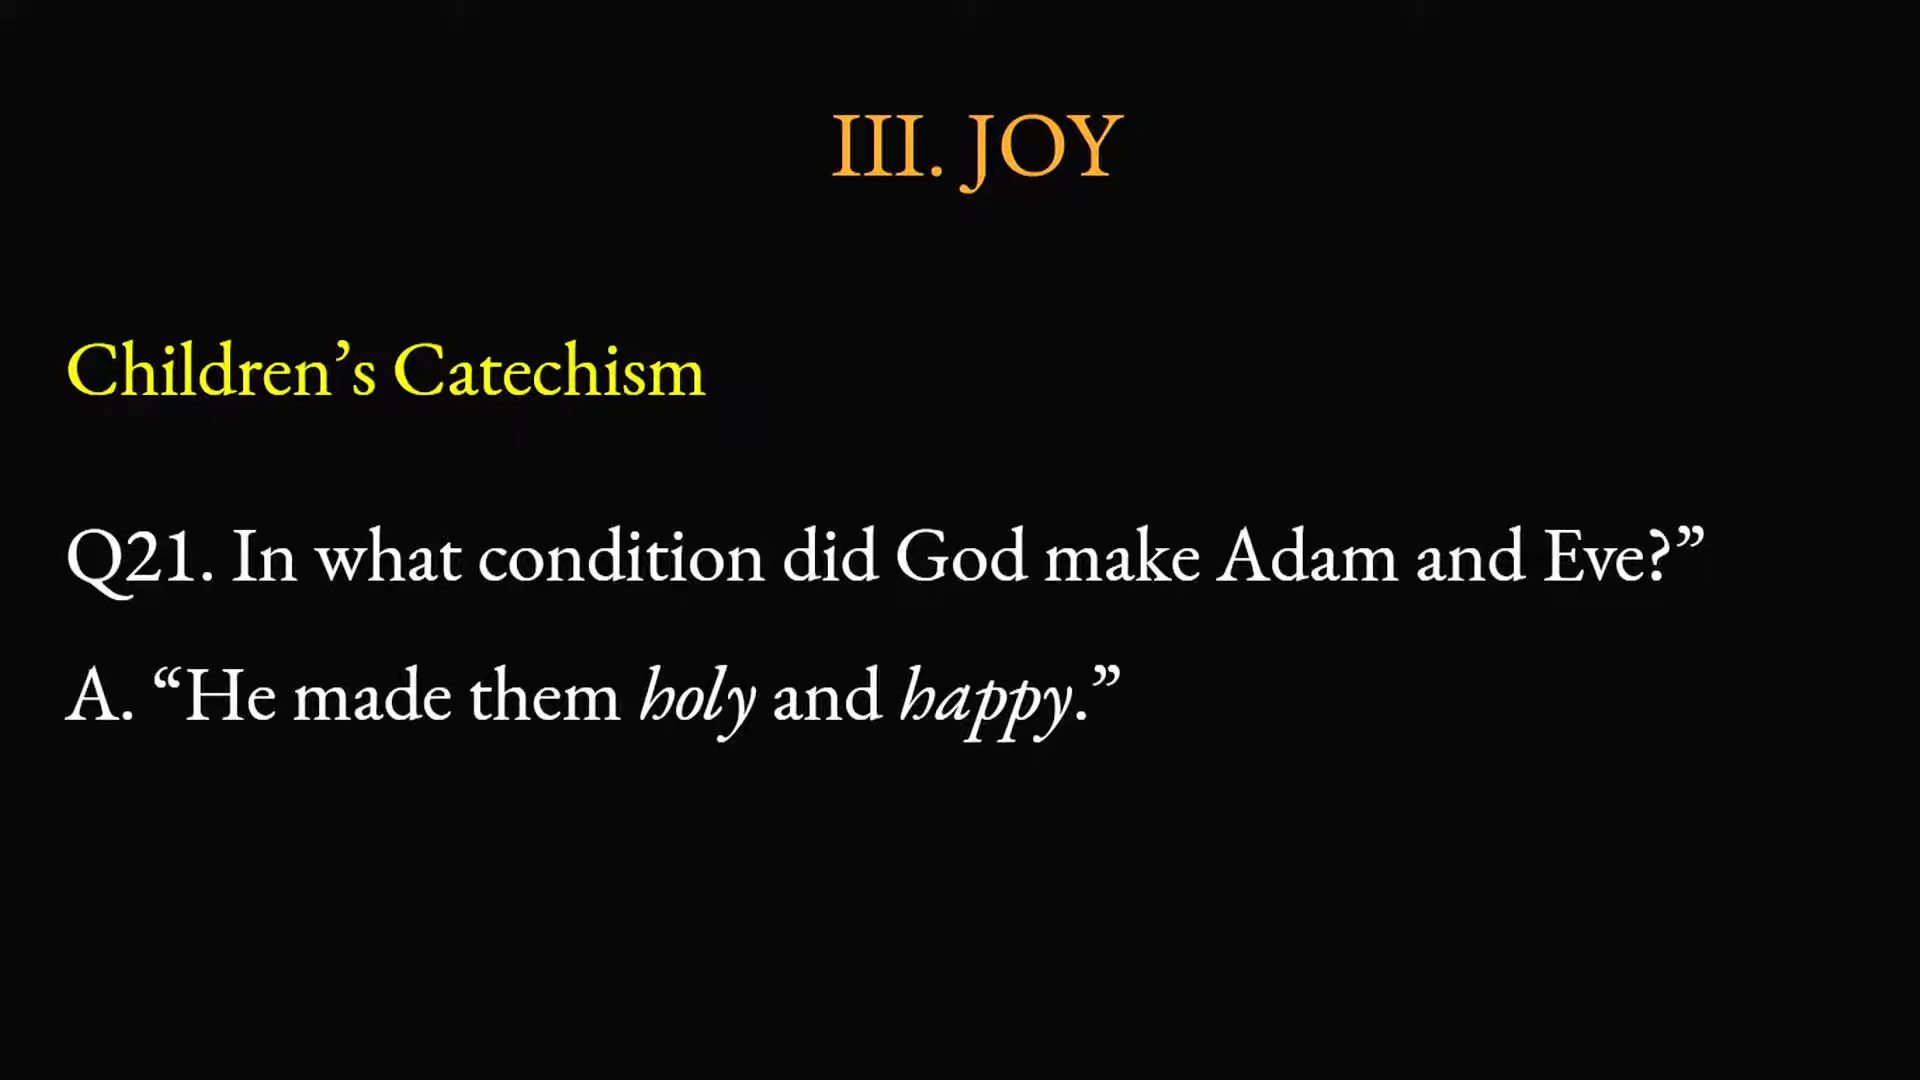 III. JOY
Children’s Catechism
Q21. In what condition did God make Adam and Eve?”
A. “He made them holy and happy.”